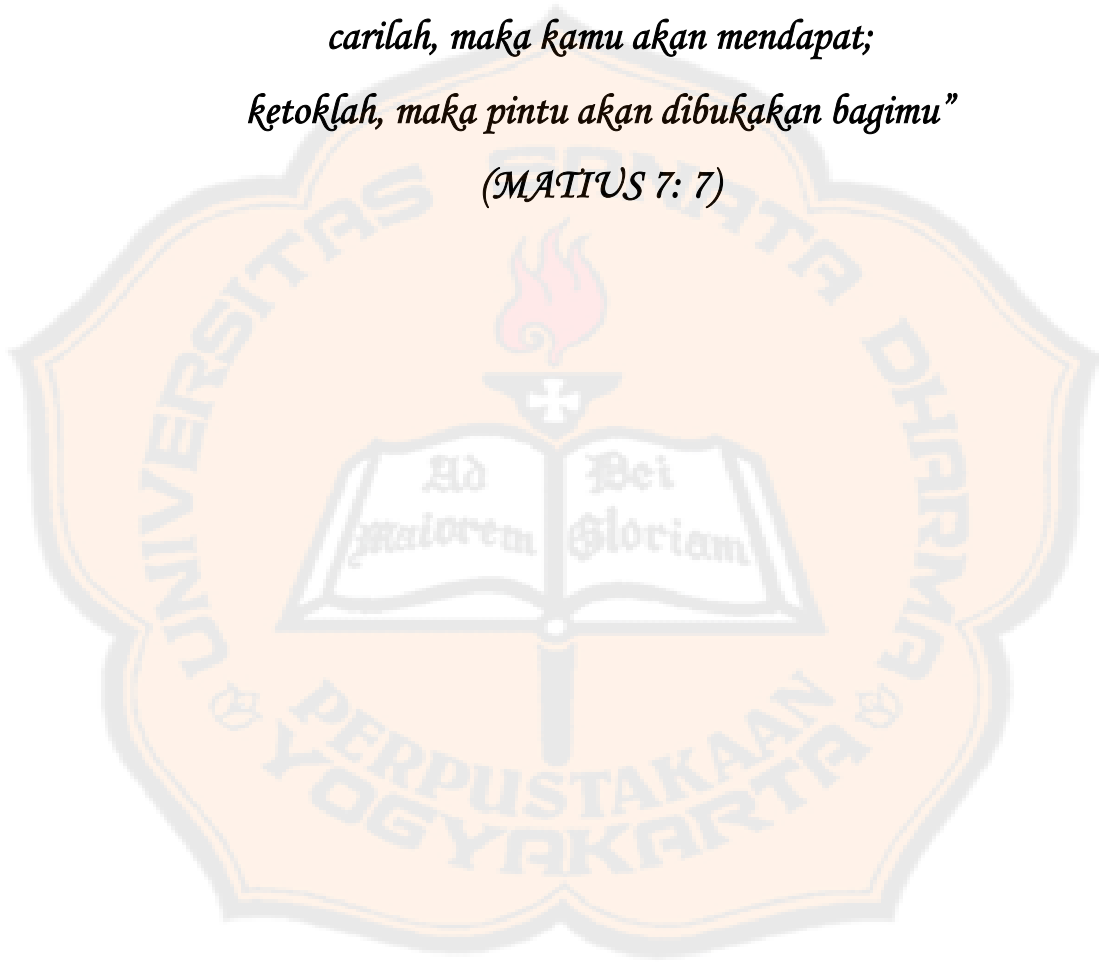 carilah, maka kamu akan mendapat;
ketoklah, maka pintu akan dibukakan bagimu”
(MATIUS 7: 7)
UNIVERSITAS SANATA DHARMA
Ad Dei
Maiorem Gloriam
PERPUSTAKAAN
YOGYAKARTA